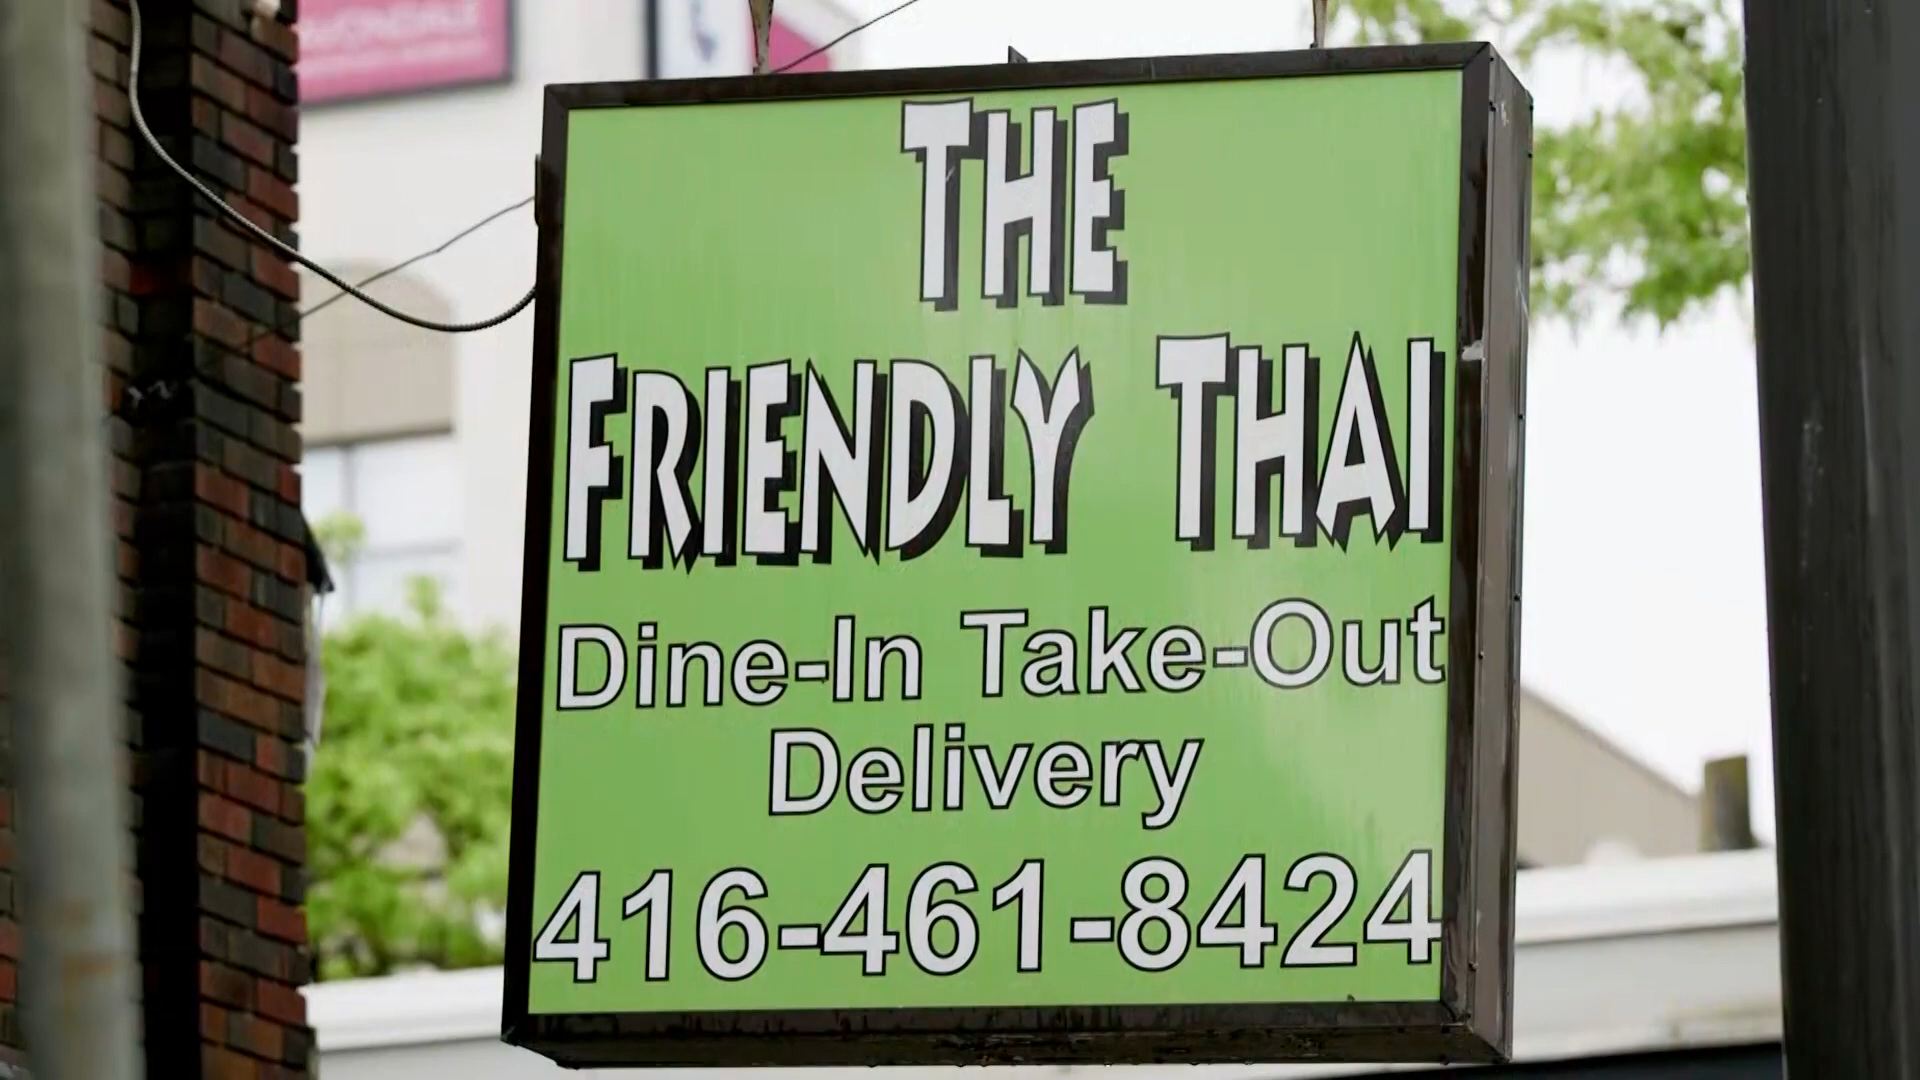 THE
FRIENDLY THAI
Dine-In Take-Out
Delivery
416-461-8424